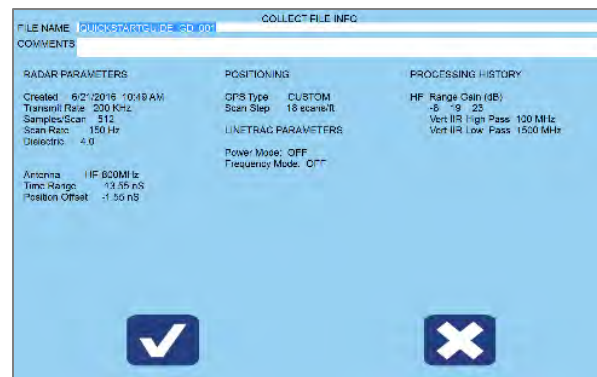 COLLECT FILE INFO
FILE NAME QUICKSTARTGUIDE_GD_001
COMMENTS
RADAR PARAMETERS
Created 6/21/2016 10:49 AM
Transmit Rate 200 KHz
Samples/Scan 512
Scan Rate 150 Hz
Dielectric 4.0
Antenna HF 800MHz
Time Range 43.55 nS
Position Offset -1.55 nS
POSITIONING
GPS Type CUSTOM
Scan Step 18 scans/ft
LINETRAC PARAMETERS
Power Mode: OFF
Frequency Mode: OFF
PROCESSING HISTORY
HF Range Gain (dB)
-8 19 23
Vert IIR High Pass 100 MHz
Vert IIR Low Pass 1500 MHz